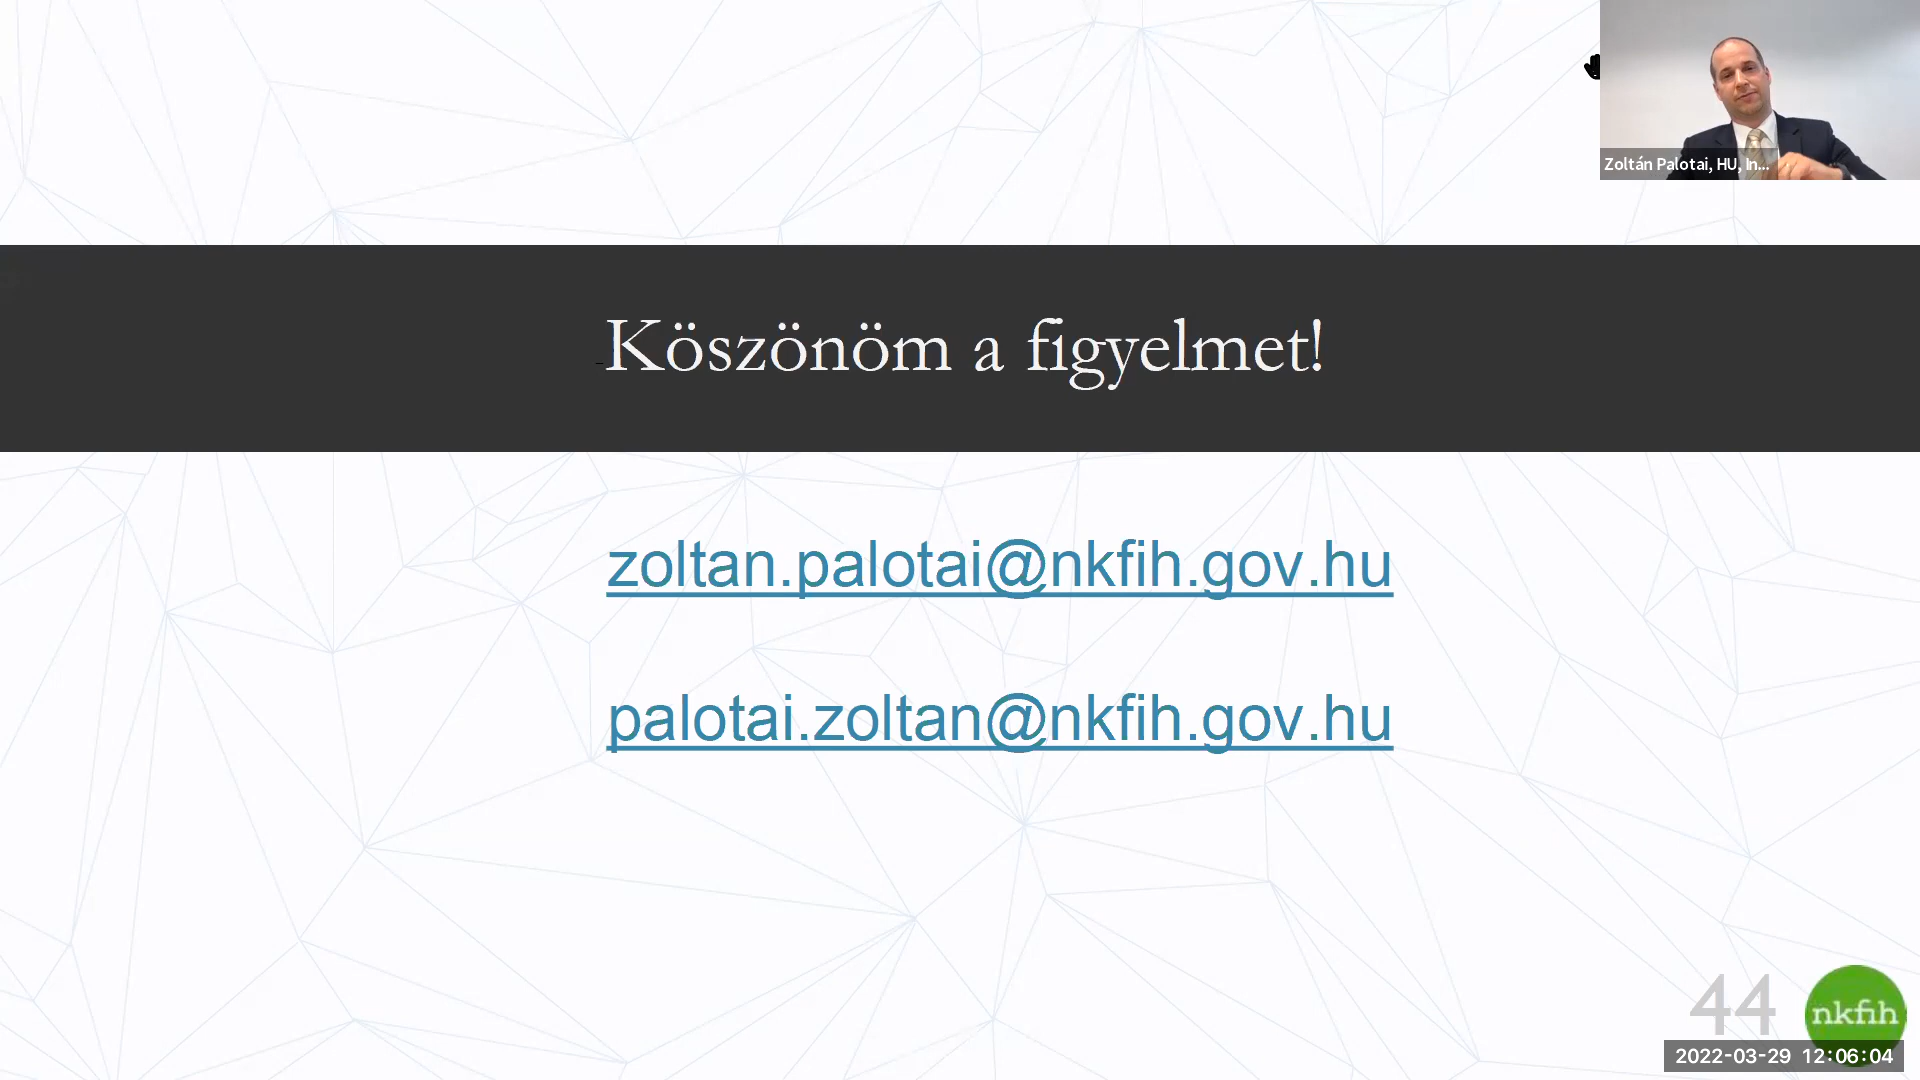 Zoltán Palotai, HU, In...
Köszönöm a figyelmet!
zoltan.palotai@nkfih.gov.hu
palotai.zoltan@nkfih.gov.hu
44
nkfih
2022-03-29 12:06:04